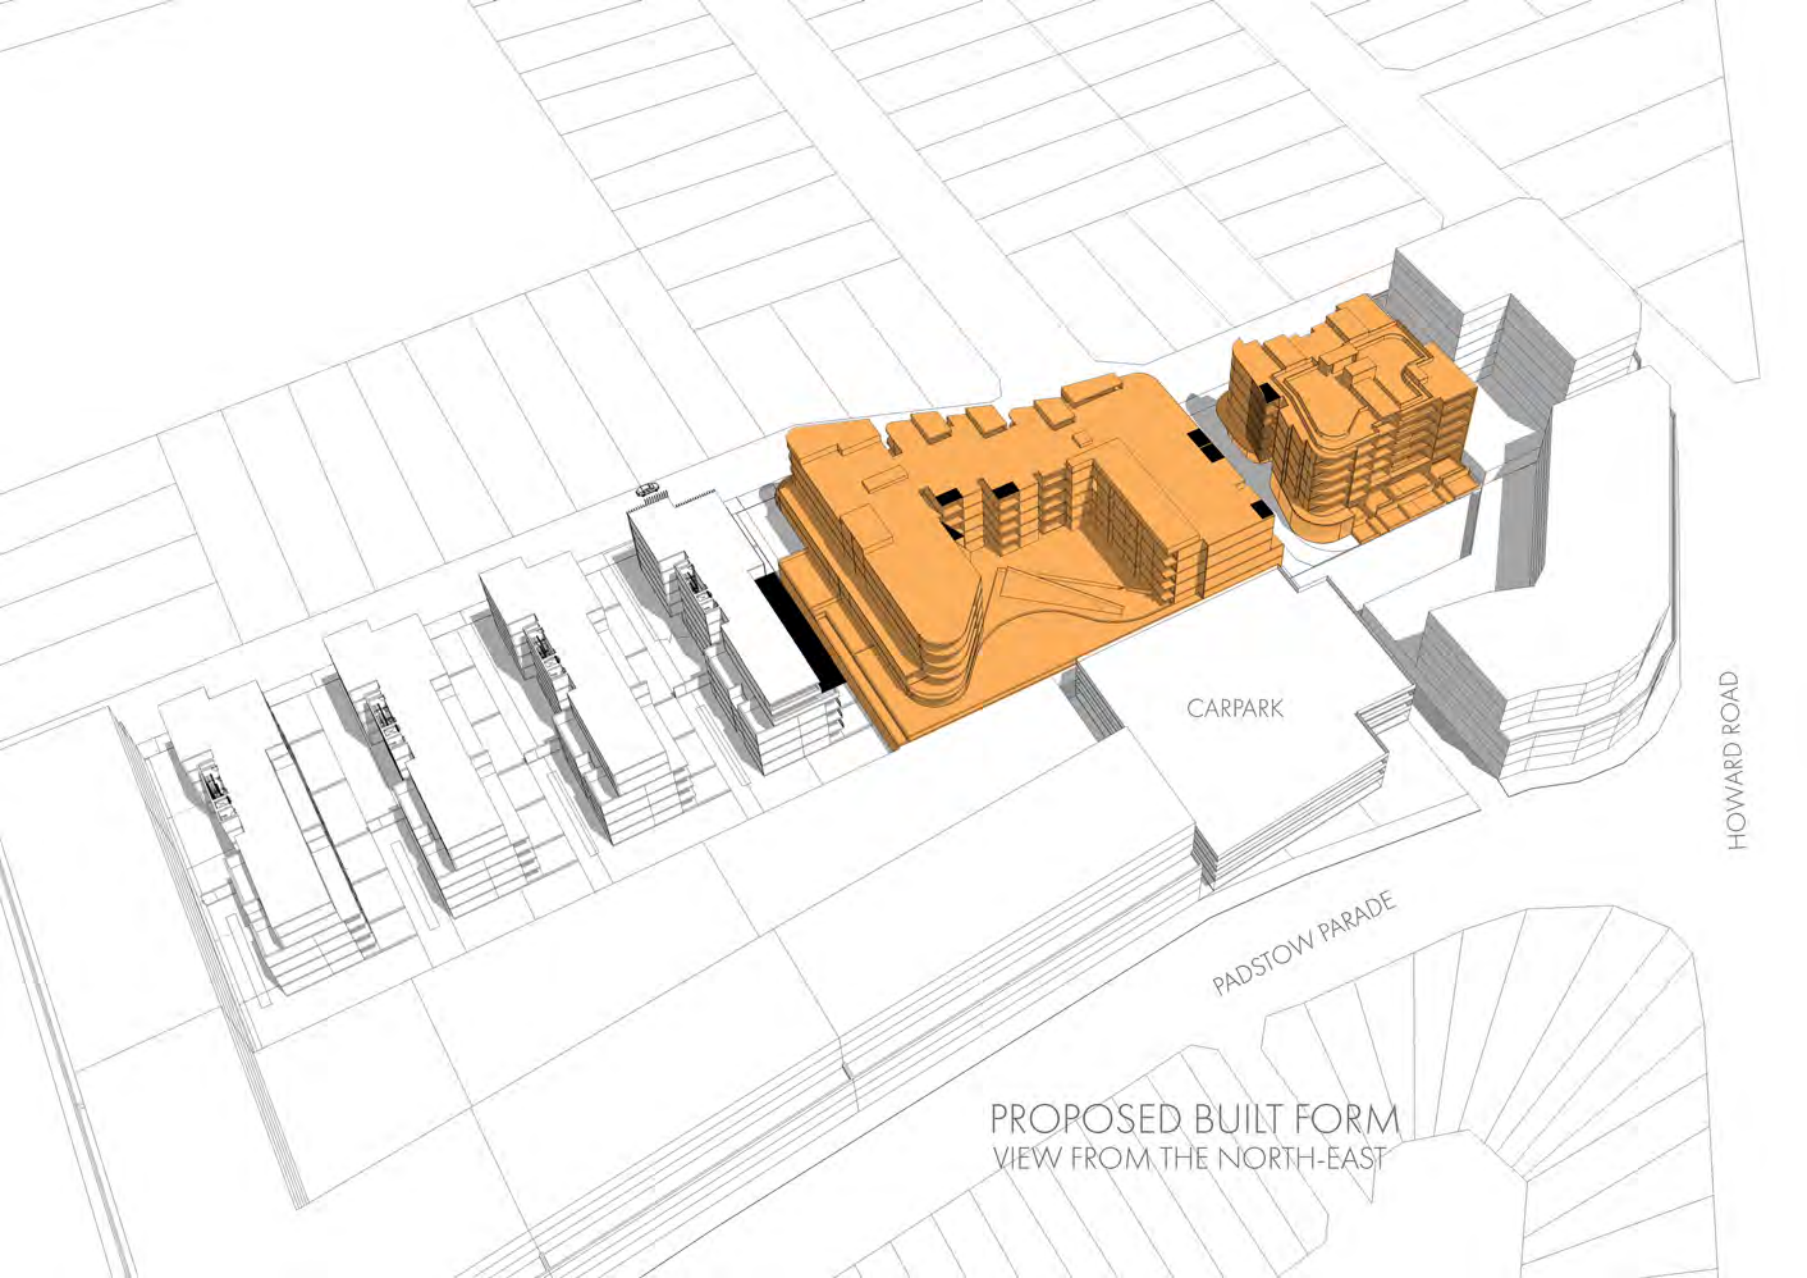 CARPARK
HOWARD ROAD
PADSTOW PARADE
PROPOSED BUILT FORM
VIEW FROM THE NORTH-EAST